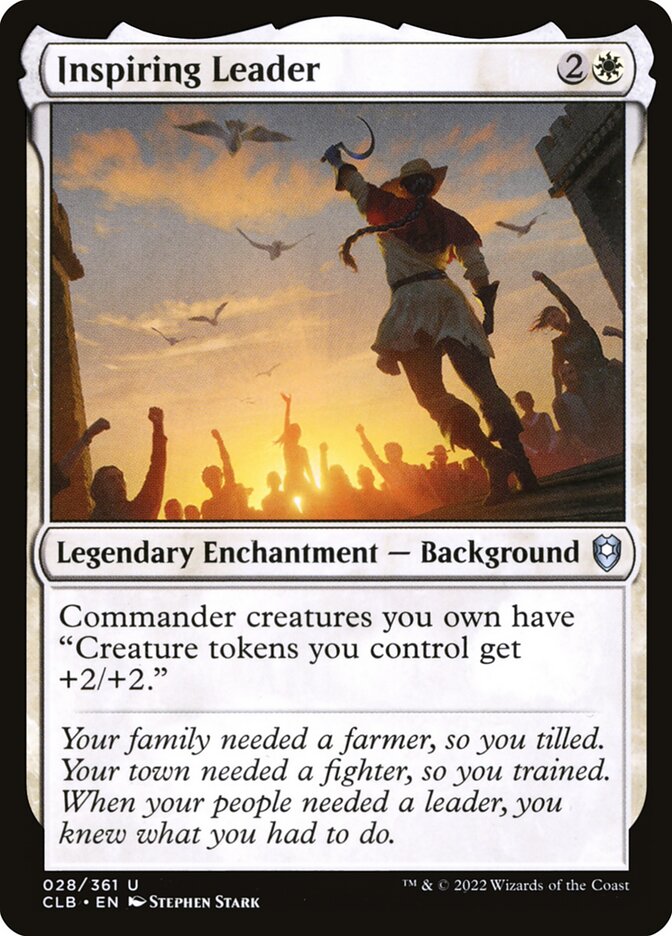 Inspiring Leader
2
Legendary Enchantment — Background
Commander creatures you own have
“Creature tokens you control get
+2/+2.”
Your family needed a farmer, so you tilled.
Your town needed a fighter, so you trained.
When your people needed a leader, you
knew what you had to do.
028/361 U
CLB • EN Stephen Stark
™ & © 2022 Wizards of the Coast